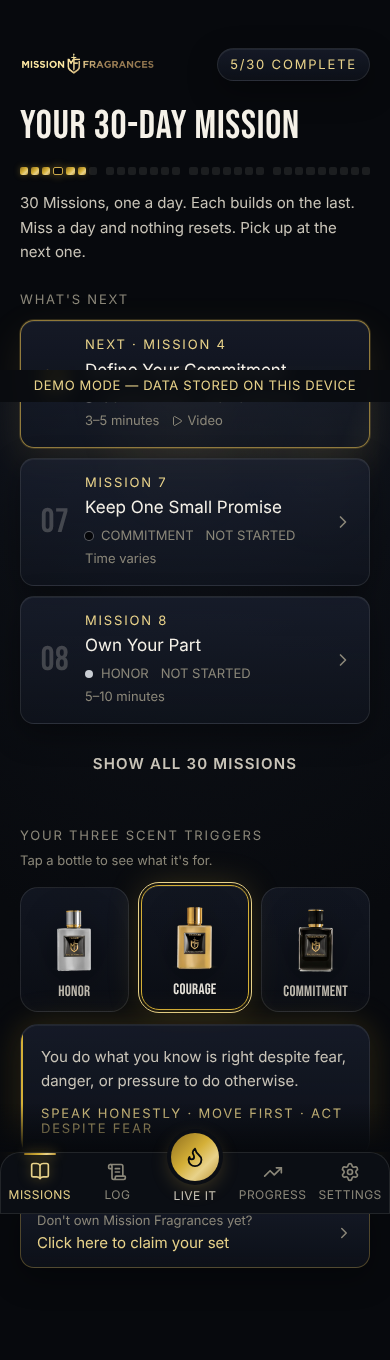 MISSION FRAGRANCES
5/30 COMPLETE
YOUR 30-DAY MISSION
30 Missions, one a day. Each builds on the last.
Miss a day and nothing resets. Pick up at the
next one.
WHAT'S NEXT
NEXT · MISSION 4
Define Your Commitment
DEMO MODE — DATA STORED ON THIS DEVICE
3–5 minutes Video
MISSION 7
07
Keep One Small Promise
COMMITMENT NOT STARTED
Time varies
MISSION 8
08
Own Your Part
HONOR NOT STARTED
5–10 minutes
SHOW ALL 30 MISSIONS
YOUR THREE SCENT TRIGGERS
Tap a bottle to see what it's for.
HONOR
COURAGE
COMMITMENT
You do what you know is right despite fear,
danger, or pressure to do otherwise.
SPEAK HONESTLY · MOVE FIRST · ACT
DESPITE FEAR
MISSIONS
LOG
LIVE IT
PROGRESS
SETTINGS
Don't own Mission Fragrances yet?
Click here to claim your set